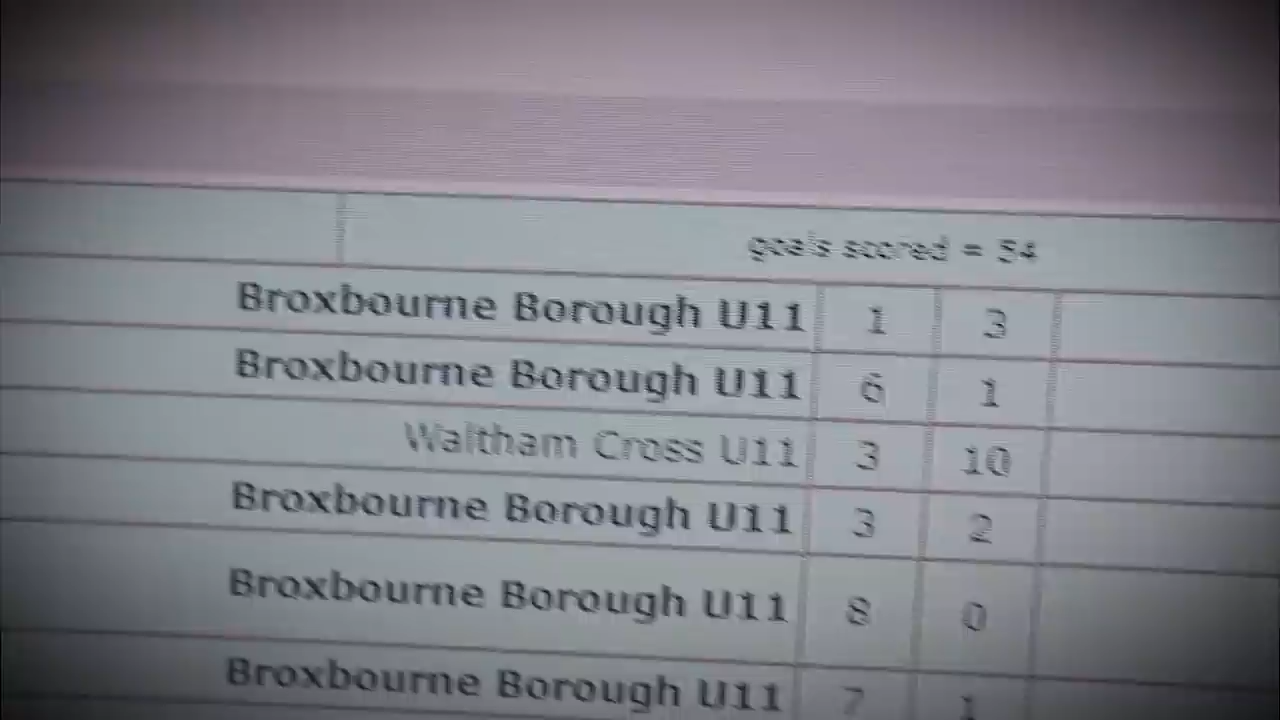 goals scored = 54
Broxbourne Borough U11 1 3
Broxbourne Borough U11 6 1
Waltham Cross U11 3 10
Broxbourne Borough U11 3 2
Broxbourne Borough U11 8 0
Broxbourne Borough U11 7 1